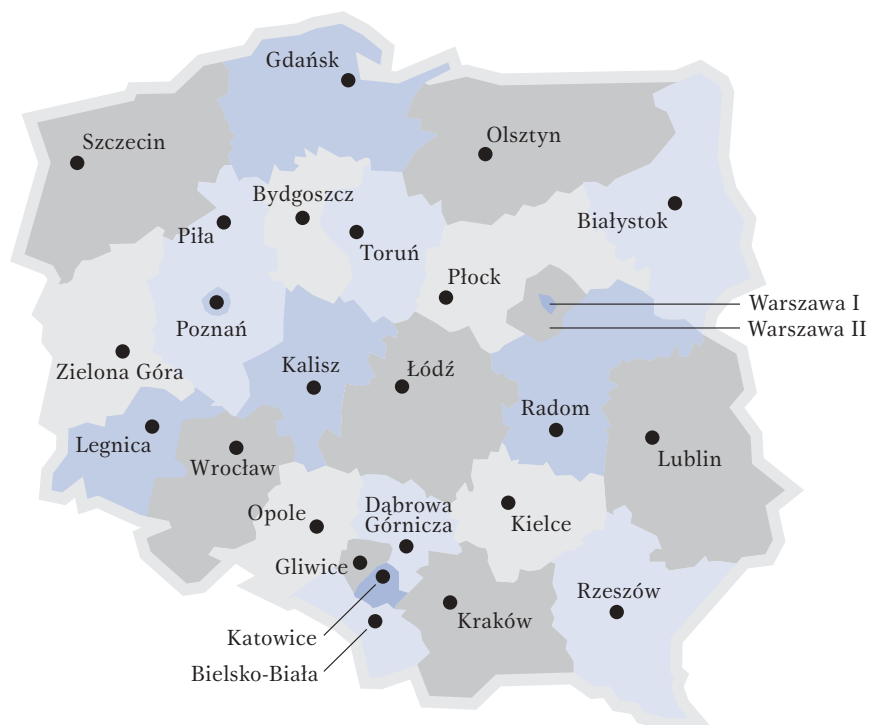 Gdańsk
Szczecin
Olsztyn
Bydgoszcz
Białystok
Piła
Toruń
Płock
Warszawa I
Poznań
Warszawa II
Zielona Góra
Kalisz
Łódź
Radom
Legnica
Lublin
Wrocław
Dąbrowa
Górnicza
Opole
Kielce
Gliwice
Rzeszów
Kraków
Katowice
Bielsko-Biała